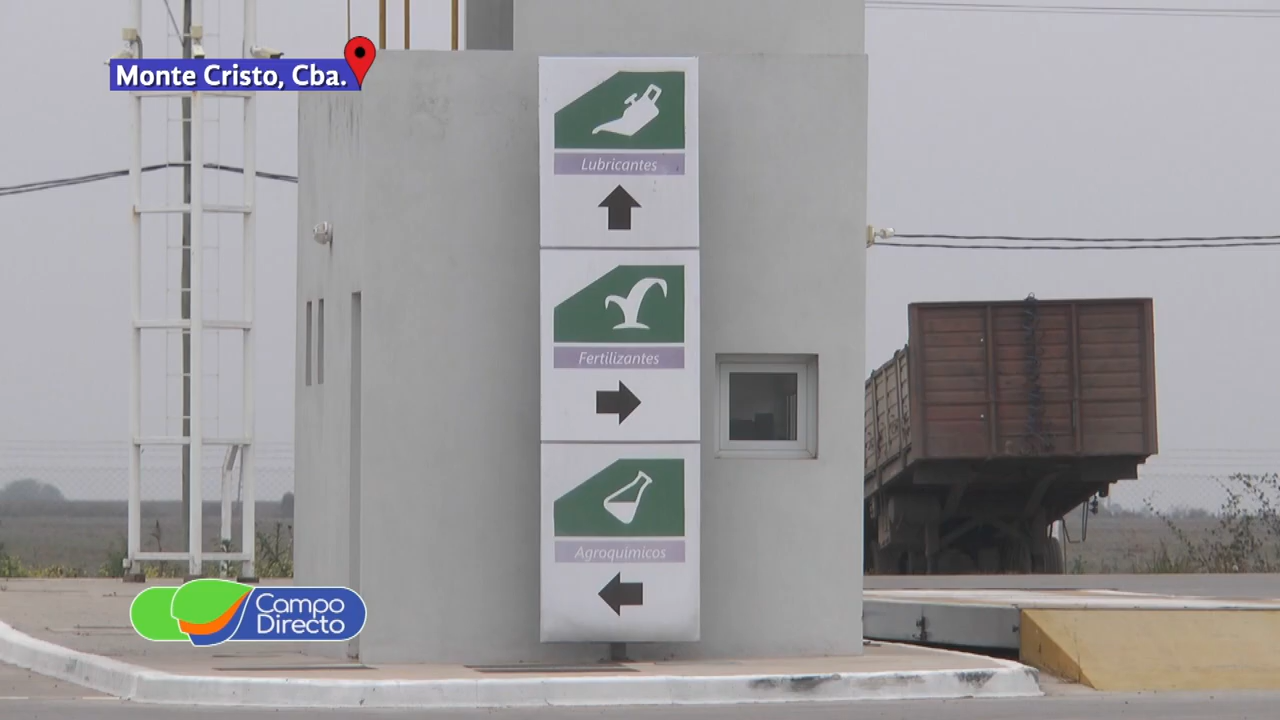 Monte Cristo, Cba.
Lubricantes
Fertilizantes
Agroquímicos
Campo
Directo